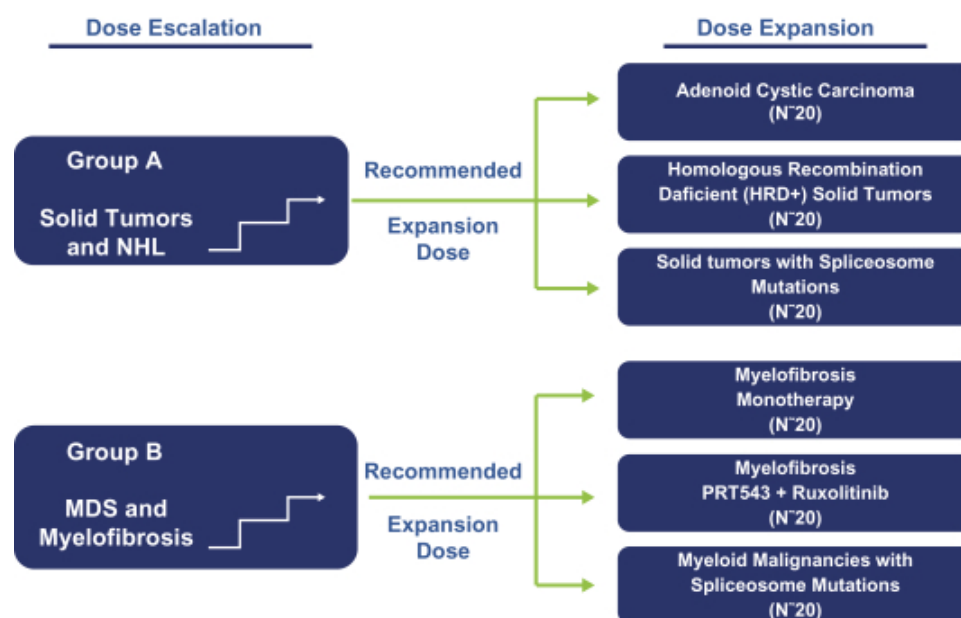 Dose Escalation
Dose Expansion
Group A
Solid Tumors
and NHL
Recommended
Expansion
Dose
Adenoid Cystic Carcinoma
(N˜20)
Homologous Recombination
Daficient (HRD+) Solid Tumors
(N˜20)
Solid tumors with Spliceosome
Mutations
(N˜20)
Group B
MDS and
Myelofibrosis
Recommended
Expansion
Dose
Myelofibrosis
Monotherapy
(N˜20)
Myelofibrosis
PRT543 + Ruxolitinib
(N˜20)
Myeloid Malignancies with
Spliceosome Mutations
(N˜20)